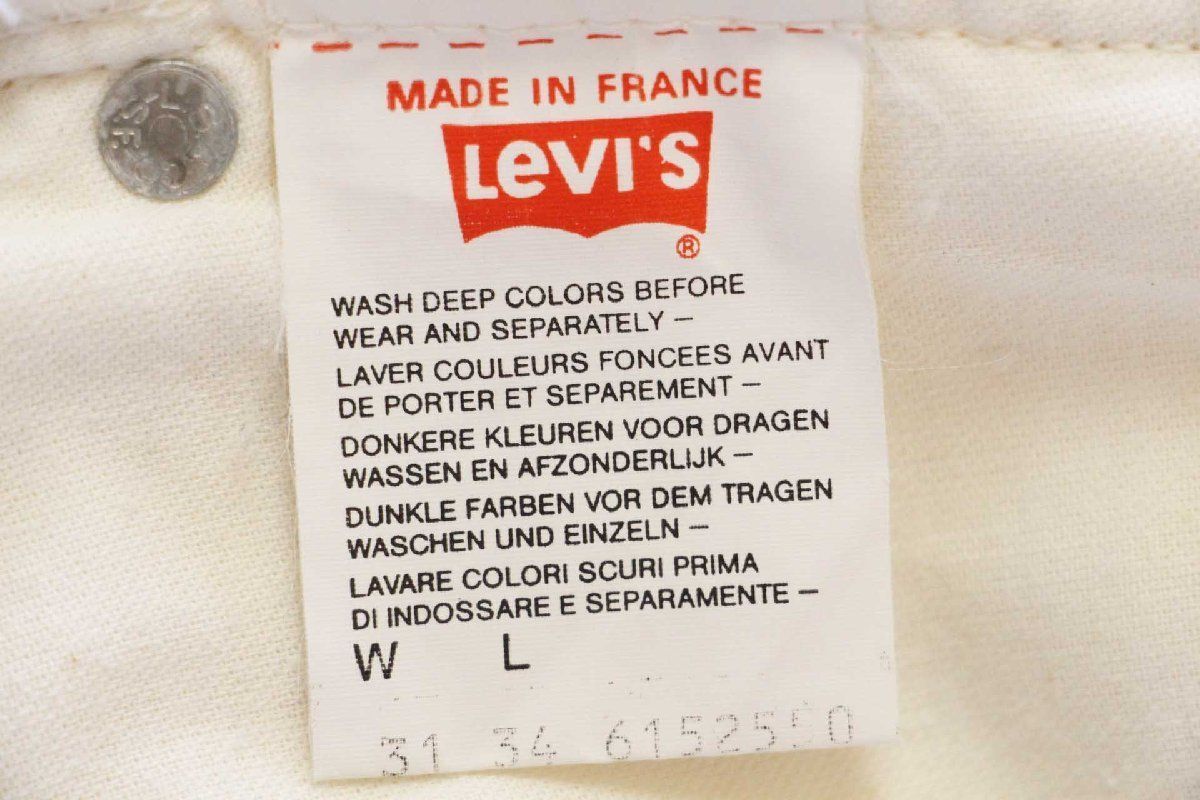 MADE IN FRANCE
LEVI'S
®
WASH DEEP COLORS BEFORE
WEAR AND SEPARATELY —
LAVER COULEURS FONCEES AVANT
DE PORTER ET SEPAREMENT —
DONKERE KLEUREN VOOR DRAGEN
WASSEN EN AFZONDERLIJK —
DUNKLE FARBEN VOR DEM TRAGEN
WASCHEN UND EINZELN —
LAVARE COLORI SCURI PRIMA
DI INDOSSARE E SEPARAMENTE —
W L
31 34 6152550